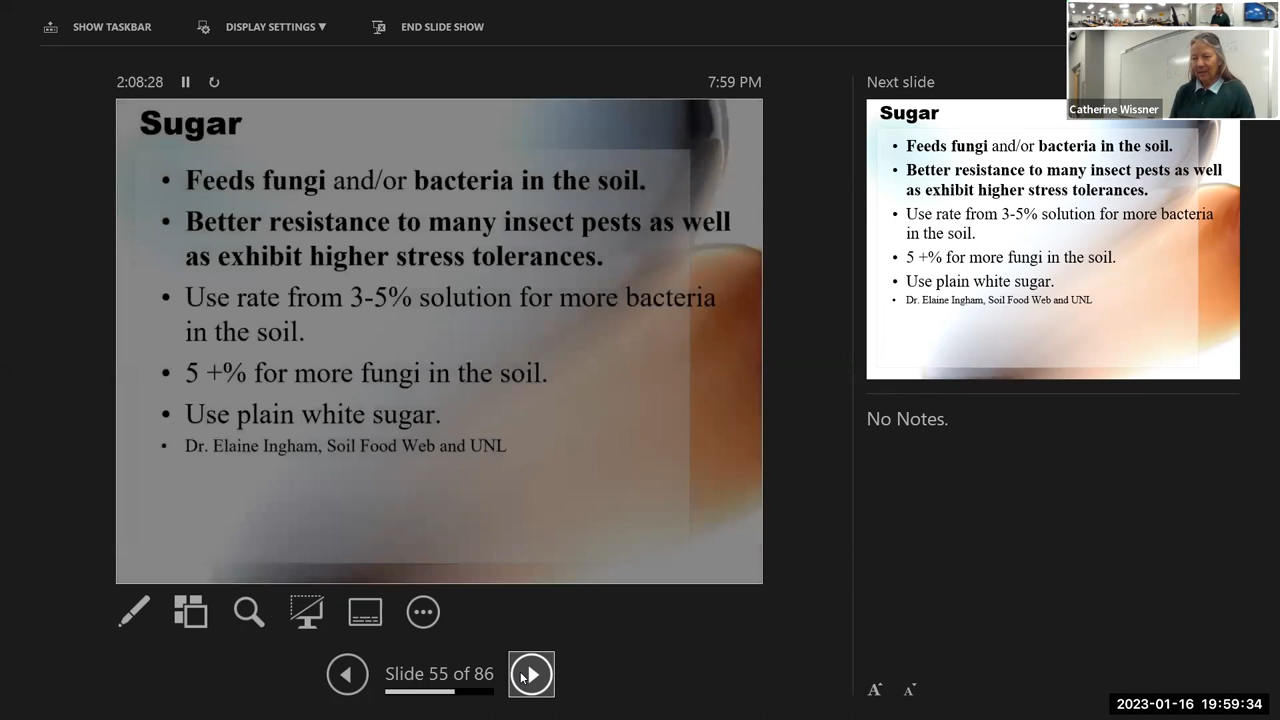 SHOW TASKBAR
DISPLAY SETTINGS ▼
END SLIDE SHOW
2:08:28
7:59 PM
Sugar
• Feeds fungi and/or bacteria in the soil.
• Better resistance to many insect pests as well
as exhibit higher stress tolerances.
• Use rate from 3-5% solution for more bacteria
in the soil.
• 5 +% for more fungi in the soil.
• Use plain white sugar.
• Dr. Elaine Ingham, Soil Food Web and UNL
Slide 55 of 86
Next slide
Catherine Wissner
Sugar
• Feeds fungi and/or bacteria in the soil.
• Better resistance to many insect pests as well
as exhibit higher stress tolerances.
• Use rate from 3-5% solution for more bacteria
in the soil.
• 5 +% for more fungi in the soil.
• Use plain white sugar.
• Dr. Elaine Ingham, Soil Food Web and UNL
No Notes.
A A
2023-01-16 19:59:34